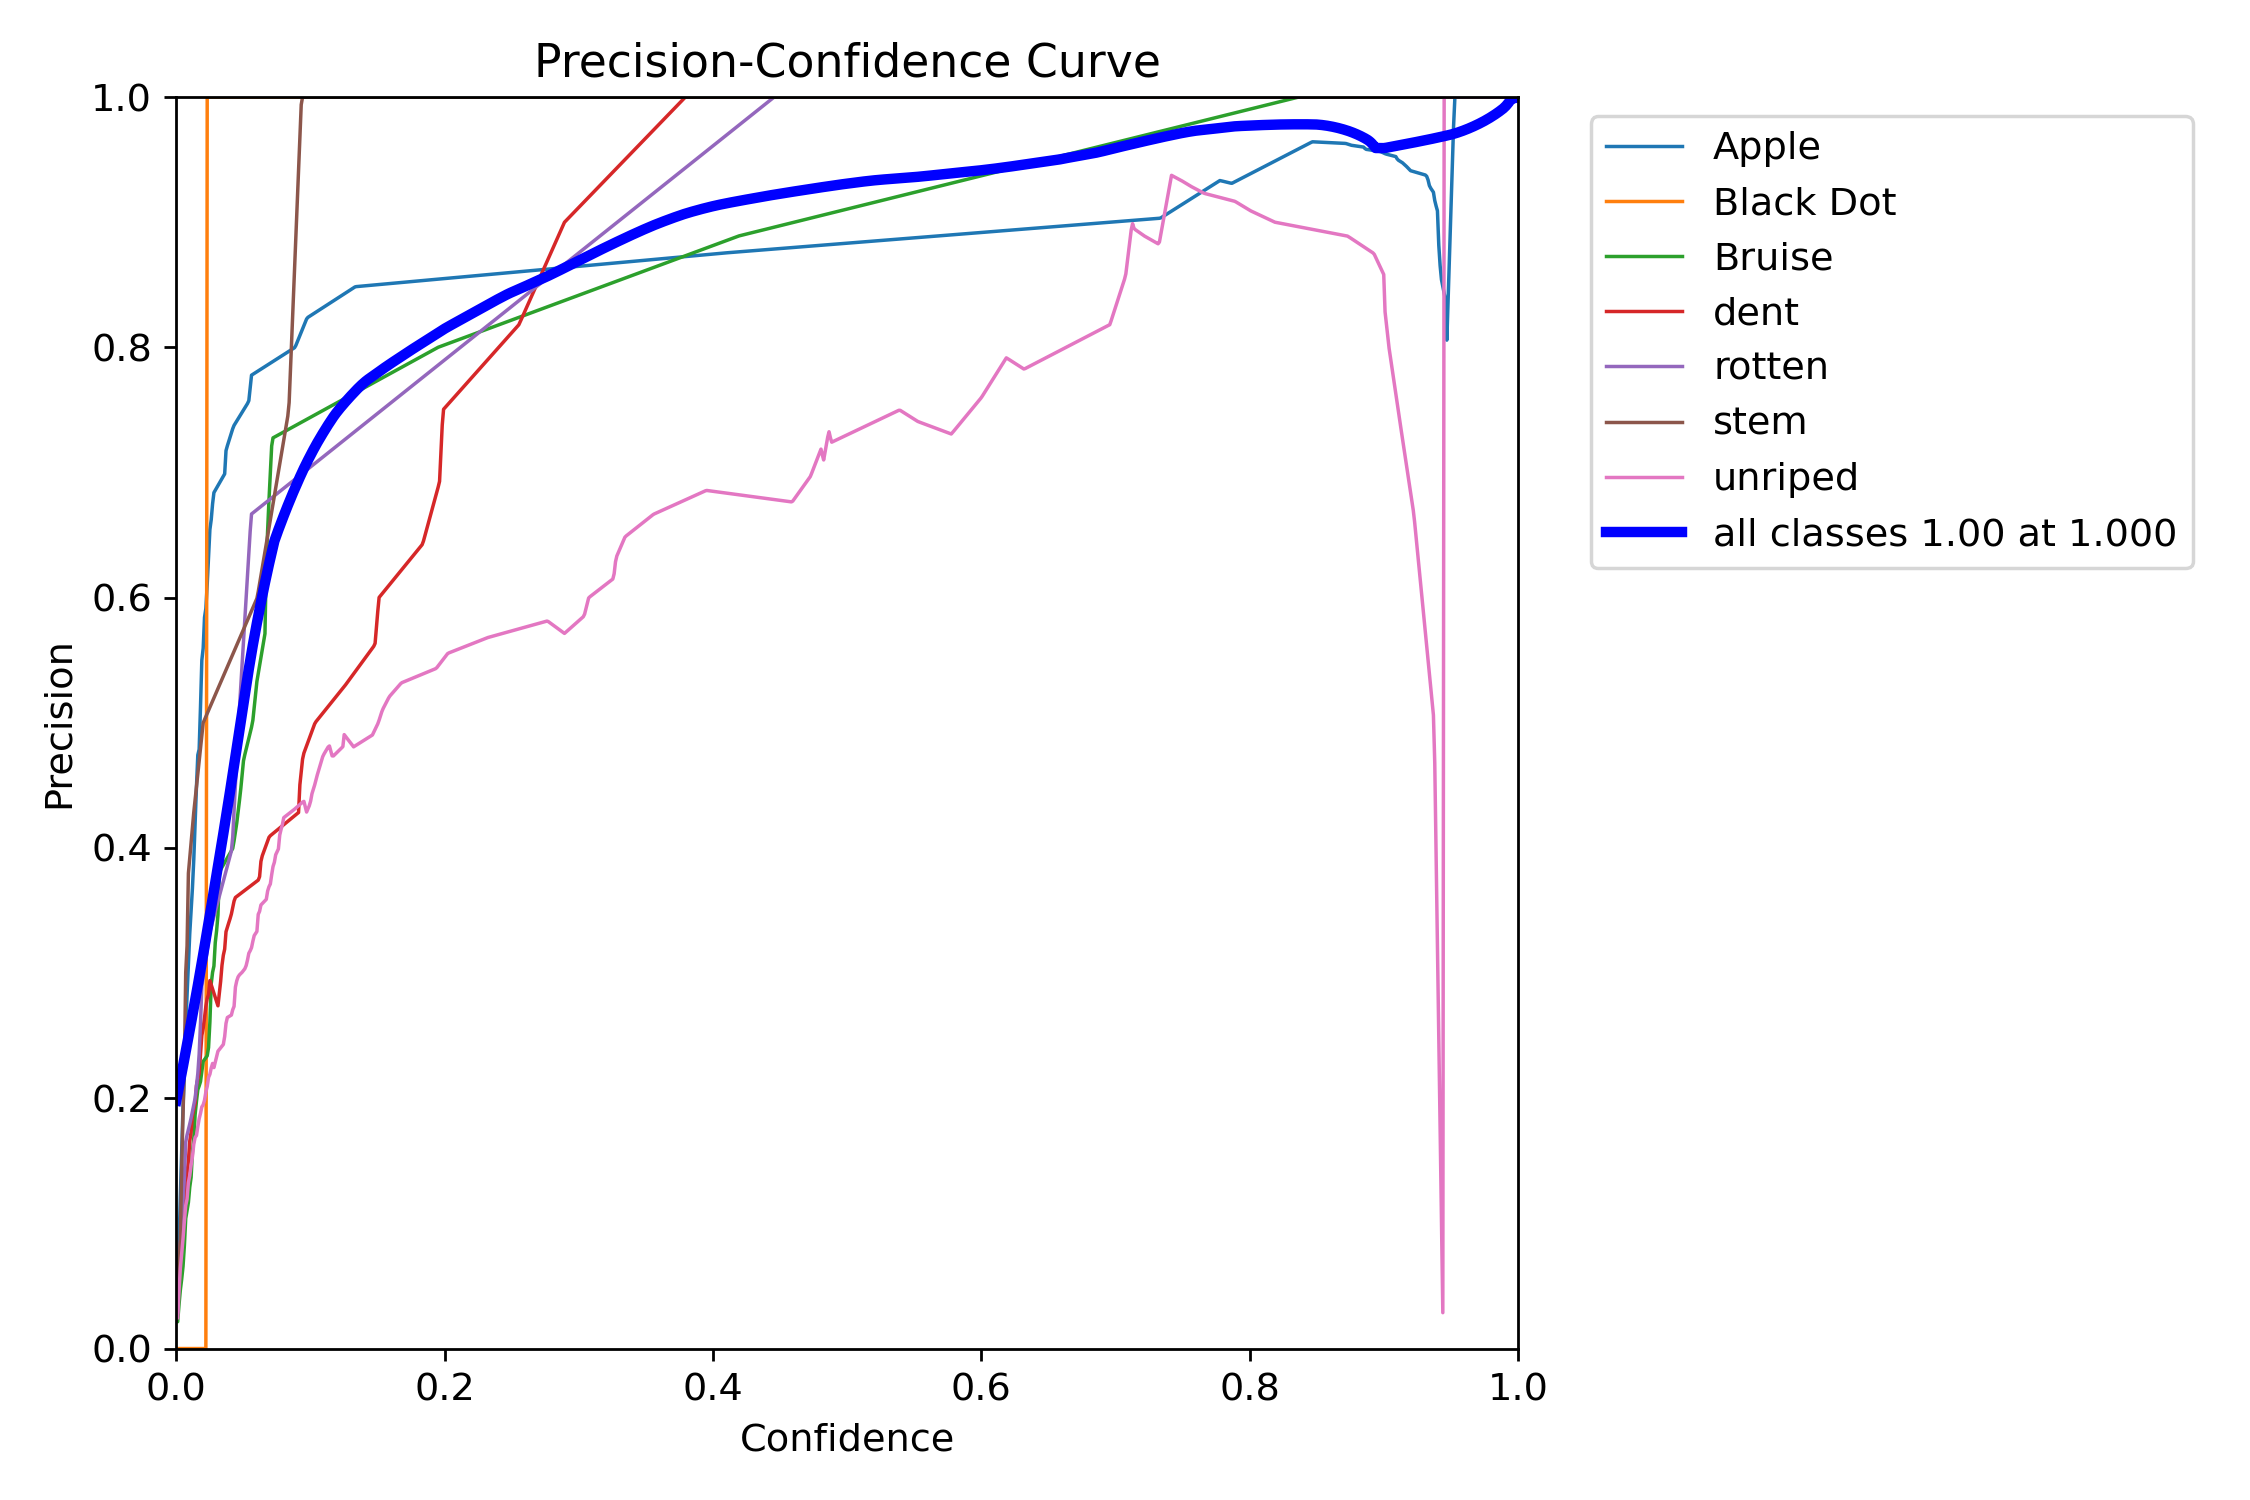 Precision-Confidence Curve
1.0
0.8
0.6
0.4
0.2
0.0
Precision
0.0 0.2 0.4 0.6 0.8 1.0
Confidence
Apple
Black Dot
Bruise
dent
rotten
stem
unriped
all classes 1.00 at 1.000